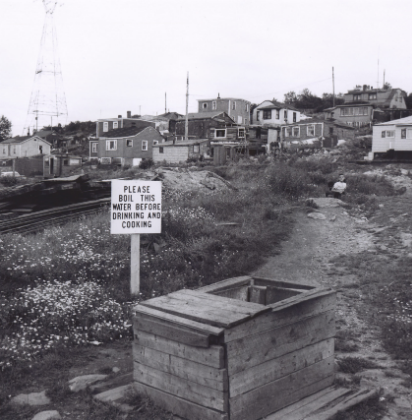 PLEASE
BOIL THIS
WATER BEFORE
DRINKING AND
COOKING